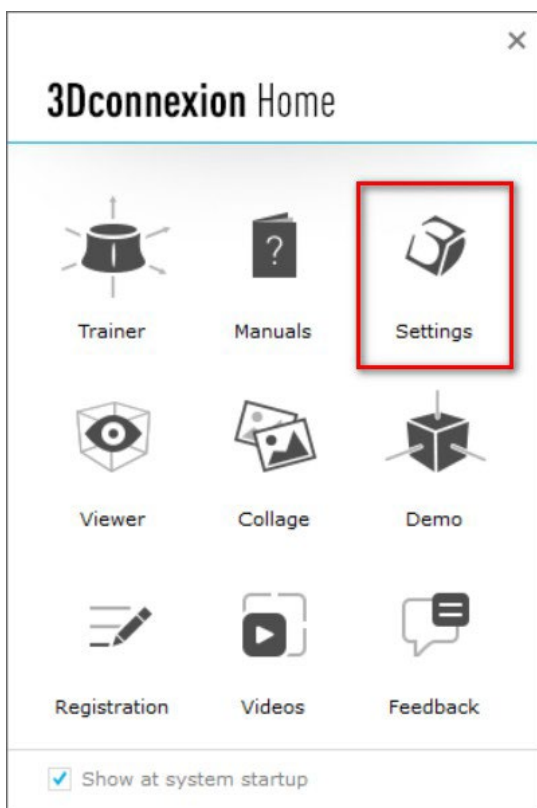 3Dconnexion Home
Trainer Manuals Settings
?
Viewer Collage Demo
Registration Videos Feedback
Show at system startup